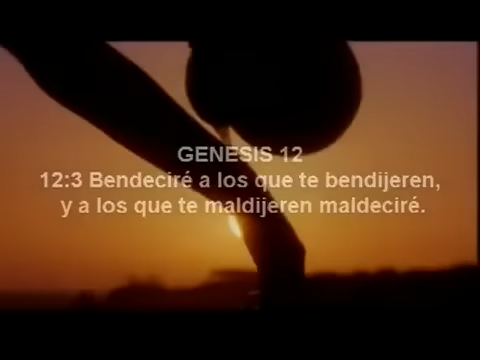 GENESIS 12
12:3 Bendeciré a los que te bendijeren,
y a los que te maldijeren maldeciré.